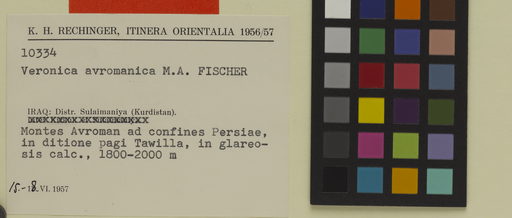 K. H. RECHINGER, ITINERA ORIENTALIA 1956/57
10334
Veronica avromanica M.A. FISCHER
IRAQ: Distr. Sulaimaniya (Kurdistan).
Montes Avroman ad confines Persiae,
in ditione pagi Tawilla, in glareo-
sis calc., 1800-2000 m
15.-18.VI.1957